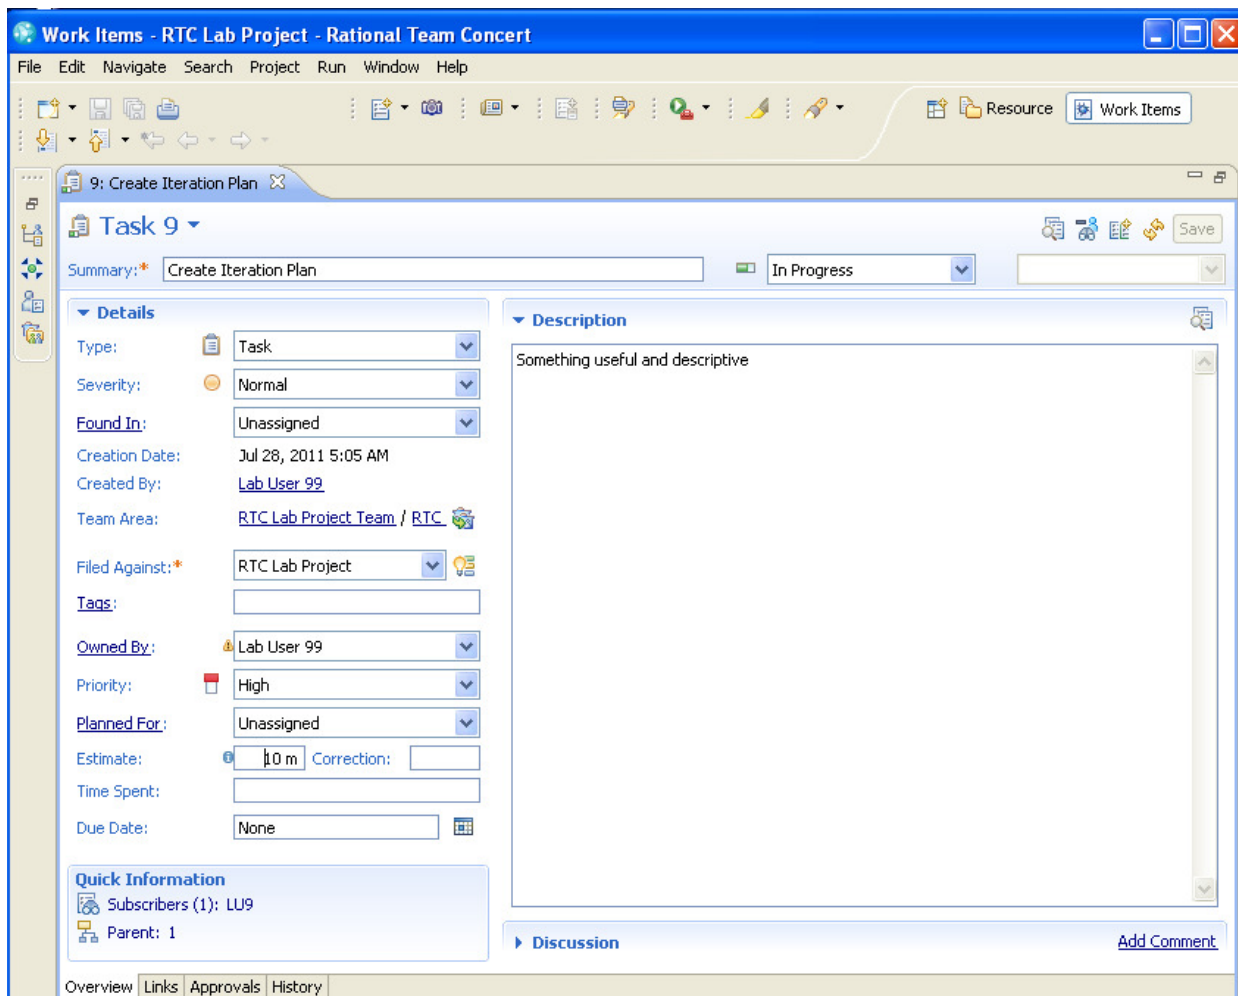 Work Items - RTC Lab Project - Rational Team Concert
File Edit Navigate Search Project Run Window Help
Resource Work Items
9: Create Iteration Plan
Task 9
Save
Summary:* Create Iteration Plan In Progress
Details
Type: Task
Severity: Normal
Found In: Unassigned
Creation Date: Jul 28, 2011 5:05 AM
Created By: Lab User 99
Team Area: RTC Lab Project Team / RTC
Filed Against:* RTC Lab Project
Tags:
Owned By: Lab User 99
Priority: High
Planned For: Unassigned
Estimate: 10 m Correction:
Time Spent:
Due Date: None
Quick Information
Subscribers (1): LU9
Parent: 1
Description
Something useful and descriptive
Discussion Add Comment
Overview Links Approvals History